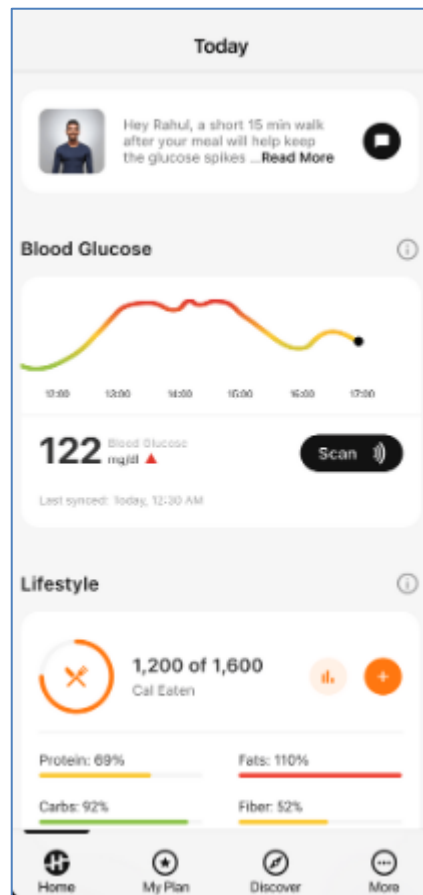 Today
Hey Rahul, a short 15 min walk
after your meal will help keep
the glucose spikes ...Read More
Blood Glucose
12:00 13:00 14:00 15:00 16:00 17:00
122 Blood Glucose
mg/dl
Scan
Last synced: Today, 12:30 AM
Lifestyle
1,200 of 1,600
Cal Eaten
Protein: 69% Fats: 110%
Carbs: 92% Fiber: 52%
Home My Plan Discover More